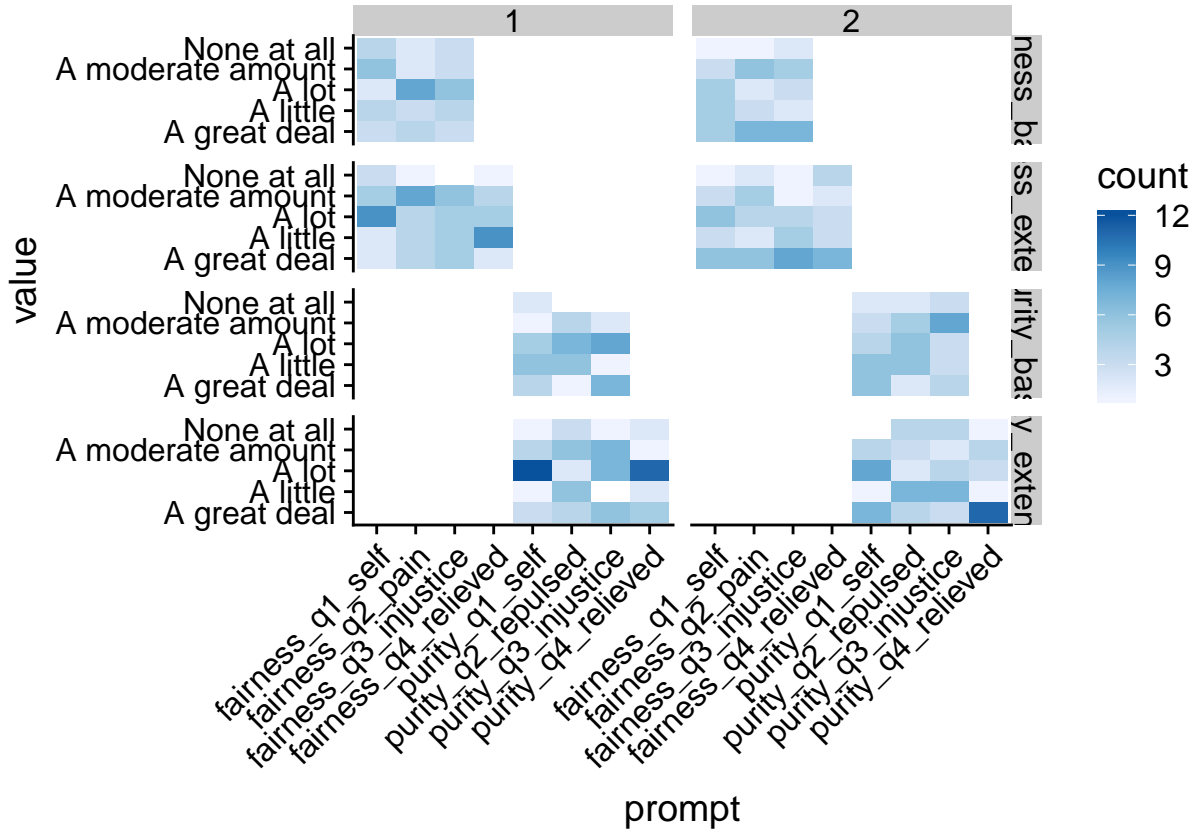 1
2
None at all
A moderate amount
A lot
A little
A great deal
ness_ba
None at all
A moderate amount
A lot
A little
A great deal
ss_exte
None at all
A moderate amount
A lot
A little
A great deal
urity_bas
None at all
A moderate amount
A lot
A little
A great deal
y_exten
value
count
12
9
6
3
fairness_q1_self
fairness_q2_pain
fairness_q3_injustice
fairness_q4_relieved
purity_q1_self
purity_q2_repulsed
purity_q3_injustice
purity_q4_relieved
fairness_q1_self
fairness_q2_pain
fairness_q3_injustice
fairness_q4_relieved
purity_q1_self
purity_q2_repulsed
purity_q3_injustice
purity_q4_relieved
prompt